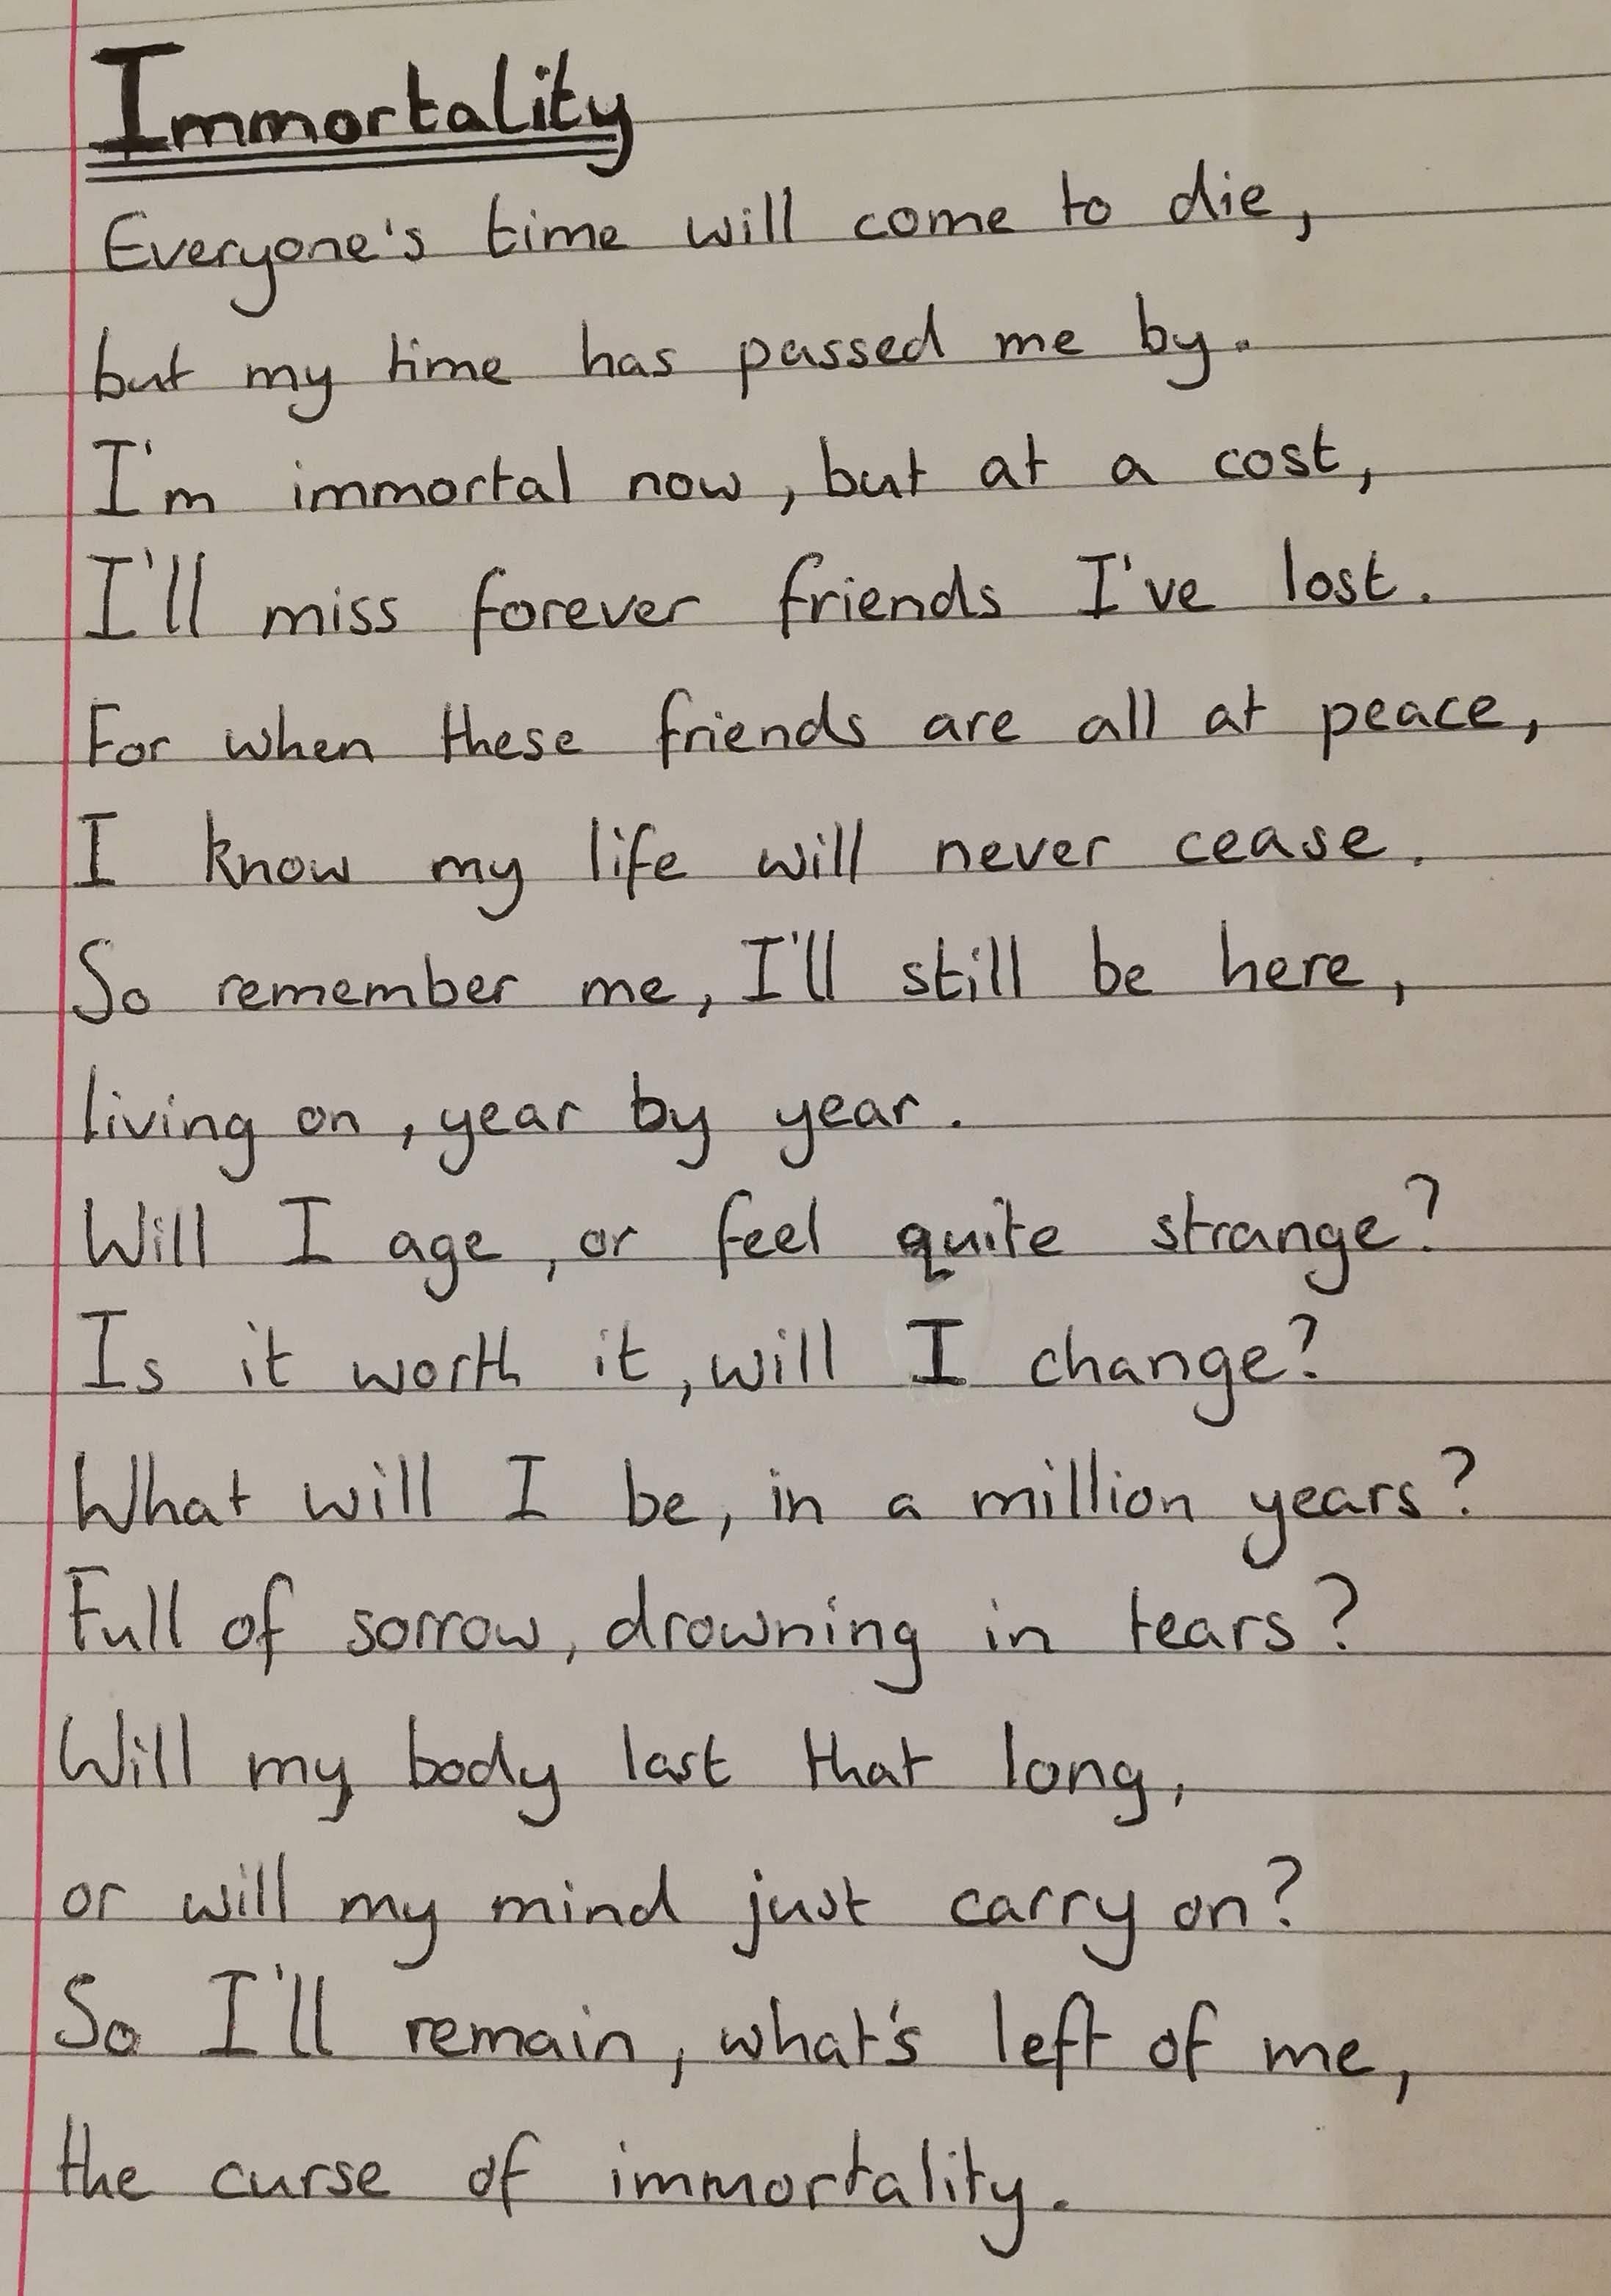 Immortality
Everyone's time will come to die,
but my time has passed me by.
I'm immortal now, but at a cost,
I'll miss forever friends I've lost.
For when these friends are all at peace,
I know my life will never cease.
So remember me, I'll still be here,
living on, year by year.
Will I age, or feel quite strange?
Is it worth it, will I change?
What will I be, in a million years?
Full of sorrow, drowning in tears?
Will my body last that long,
or will my mind just carry on?
So I'll remain, what's left of me,
the curse of immortality.